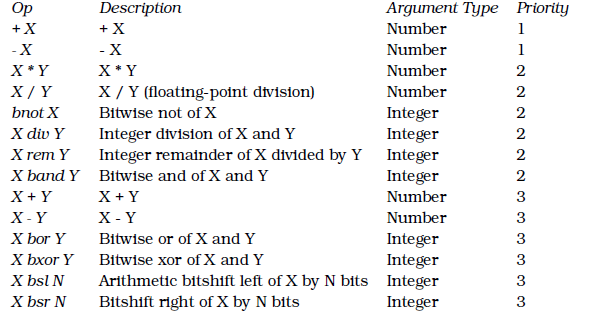 Op Description Argument Type Priority
+ X + X Number 1
- X - X Number 1
X * Y X * Y Number 2
X / Y X / Y (floating-point division) Number 2
bnot X Bitwise not of X Integer 2
X div Y Integer division of X and Y Integer 2
X rem Y Integer remainder of X divided by Y Integer 2
X band Y Bitwise and of X and Y Integer 2
X + Y X + Y Number 3
X - Y X - Y Number 3
X bor Y Bitwise or of X and Y Integer 3
X bxor Y Bitwise xor of X and Y Integer 3
X bsl N Arithmetic bitshift left of X by N bits Integer 3
X bsr N Bitshift right of X by N bits Integer 3